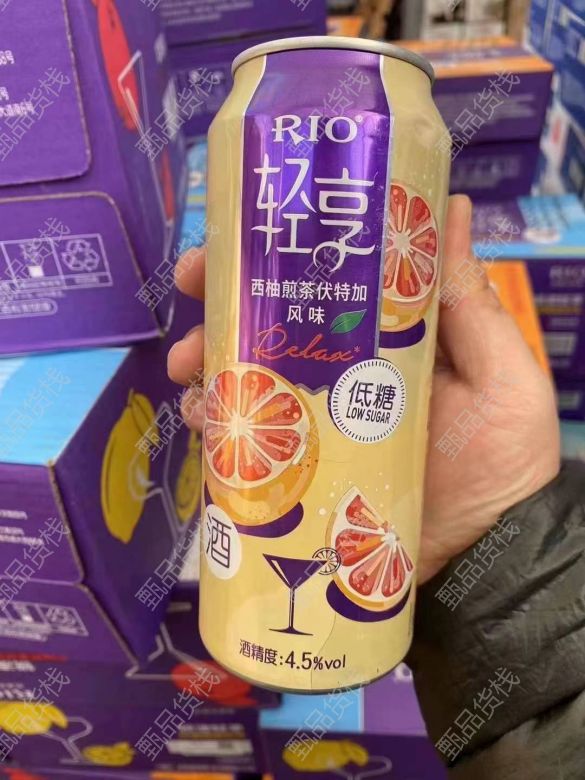 RIO®
轻享
西柚煎茶伏特加
风味
Relax*
低糖
LOW SUGAR
酒
酒精度:4.5%vol
RIO
甄品货栈